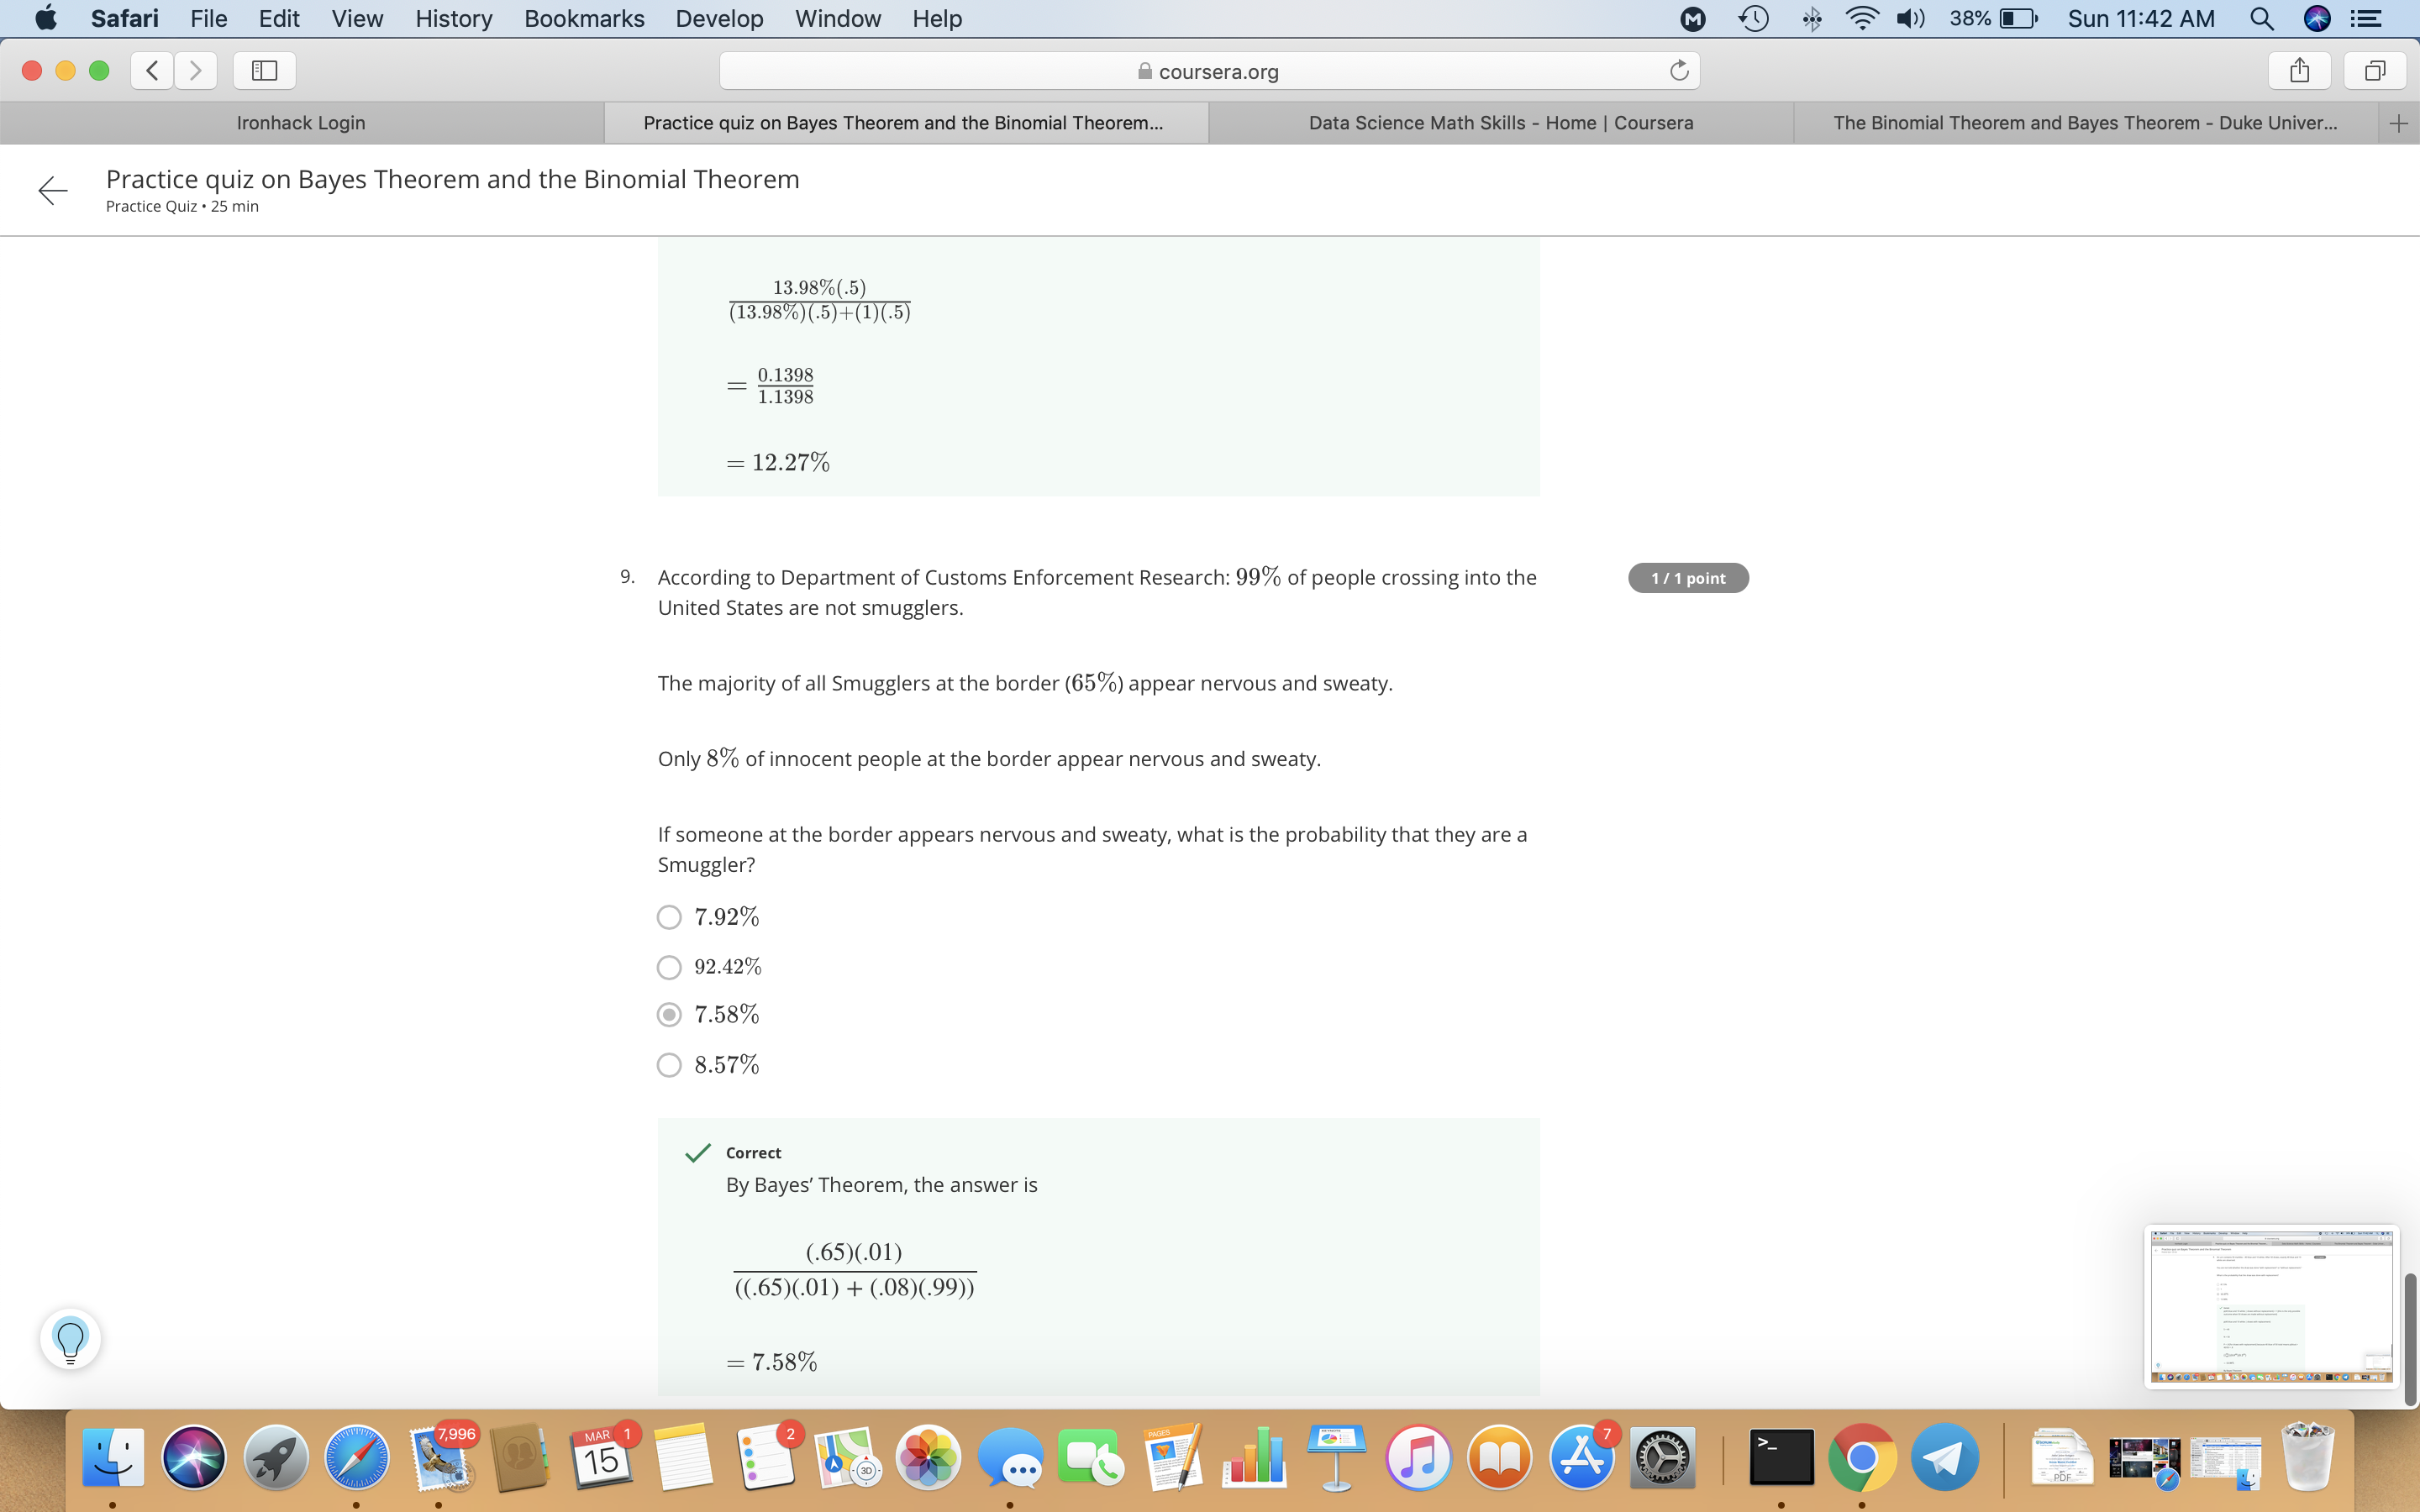 Safari File Edit View History Bookmarks Develop Window Help
38% Sun 11:42 AM
coursera.org
Ironhack Login
Practice quiz on Bayes Theorem and the Binomial Theorem...
Data Science Math Skills - Home | Coursera
The Binomial Theorem and Bayes Theorem - Duke Univer...
Practice quiz on Bayes Theorem and the Binomial Theorem
Practice Quiz • 25 min
13.98%(.5)
(13.98%)(.5)+(1)(.5)
= 0.1398
1.1398
= 12.27%
9. According to Department of Customs Enforcement Research: 99% of people crossing into the
United States are not smugglers.
1 / 1 point
The majority of all Smugglers at the border (65%) appear nervous and sweaty.
Only 8% of innocent people at the border appear nervous and sweaty.
If someone at the border appears nervous and sweaty, what is the probability that they are a
Smuggler?
7.92%
92.42%
7.58%
8.57%
Correct
By Bayes’ Theorem, the answer is
(.65)(.01)
((.65)(.01) + (.08)(.99))
= 7.58%
7,996
MAR
15
1
2
3D
PAGES
7
>_
PDF